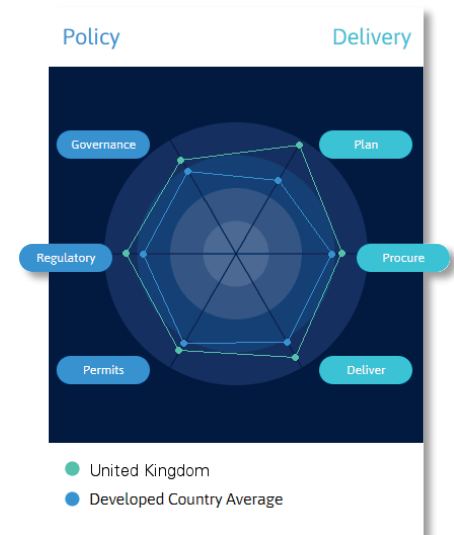 Policy Delivery
Governance Plan
Regulatory Procure
Permits Deliver
United Kingdom
Developed Country Average